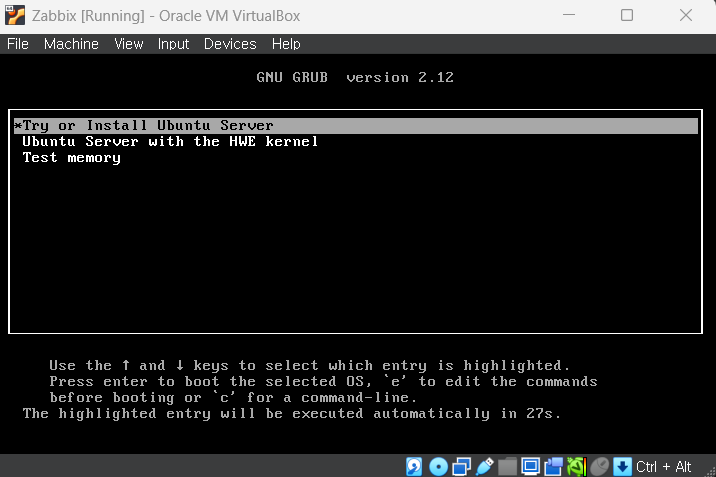 Zabbix [Running] - Oracle VM VirtualBox
File Machine View Input Devices Help
GNU GRUB version 2.12
*Try or Install Ubuntu Server
Ubuntu Server with the HWE kernel
Test memory
Use the ↑ and ↓ keys to select which entry is highlighted.
Press enter to boot the selected OS, `e' to edit the commands
before booting or `c' for a command-line.
The highlighted entry will be executed automatically in 27s.
Ctrl + Alt